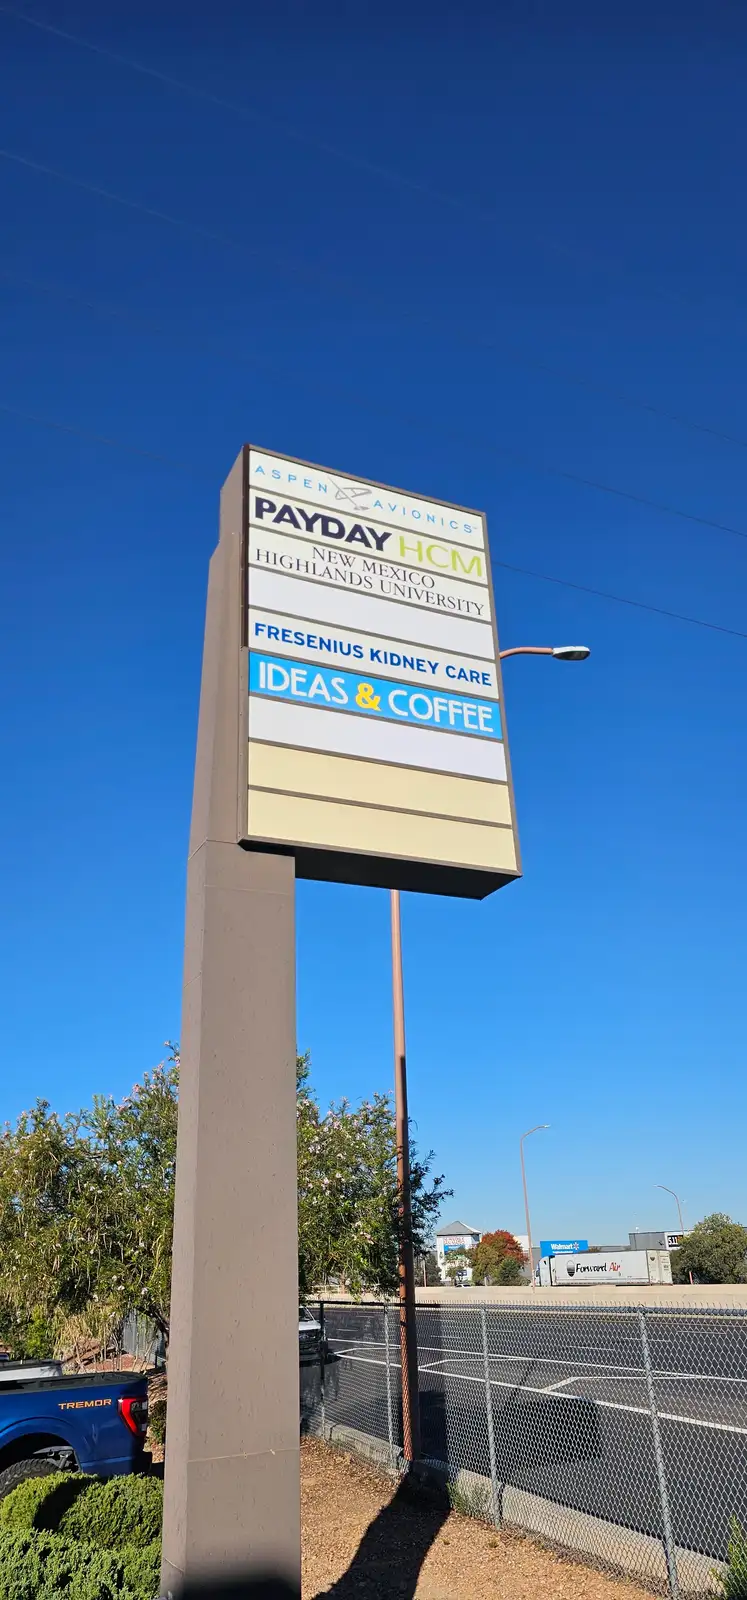 ASPEN AVIONICS
PAYDAY HCM
NEW MEXICO
HIGHLANDS UNIVERSITY
FRESENIUS KIDNEY CARE
IDEAS & COFFEE
Walmart
Forward Air
TREMOR